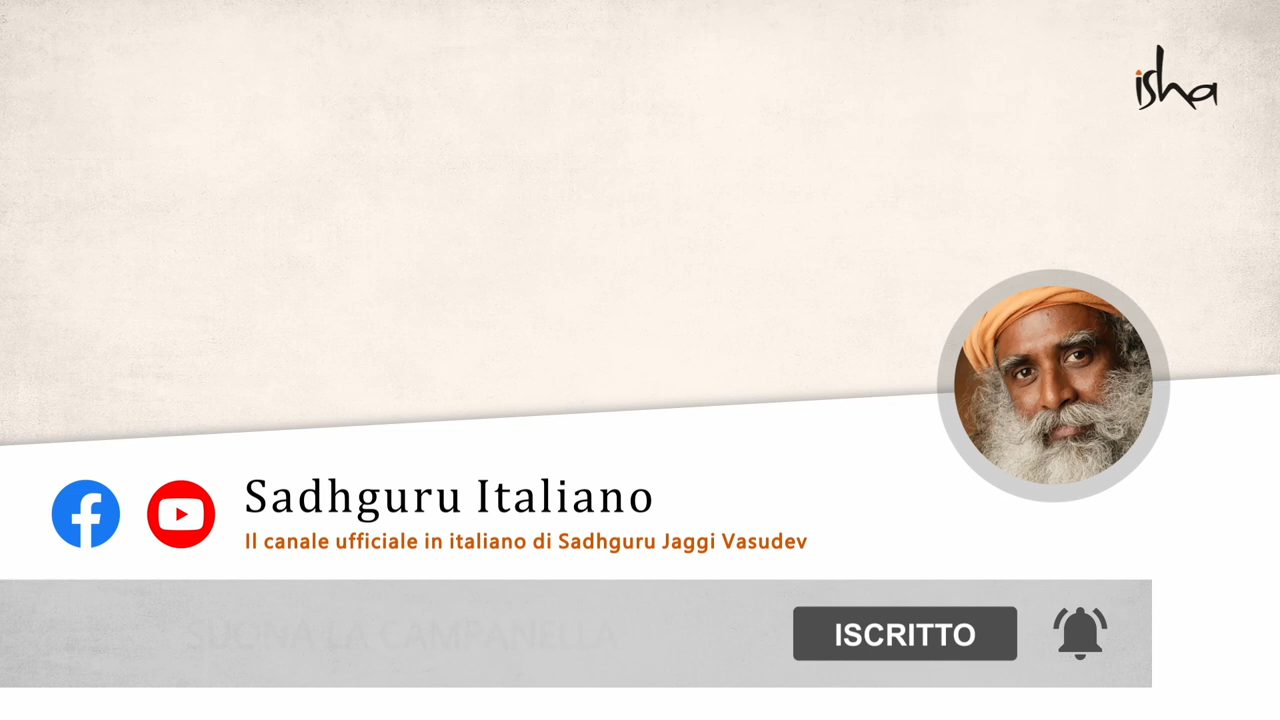 isha
Sadhguru Italiano
Il canale ufficiale in italiano di Sadhguru Jaggi Vasudev
SUONA LA CAMPANELLA
ISCRITTO